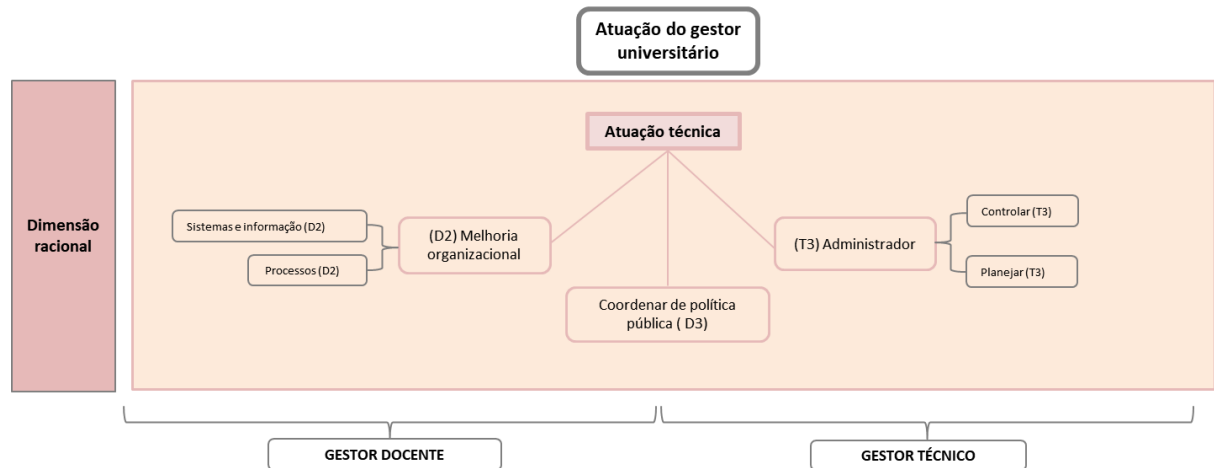 Atuação do gestor
universitário
Atuação técnica
Dimensão
racional
Sistemas e informação (D2)
Processos (D2)
(D2) Melhoria
organizacional
Coordenar de política
pública ( D3)
(T3) Administrador
Controlar (T3)
Planejar (T3)
GESTOR DOCENTE
GESTOR TÉCNICO